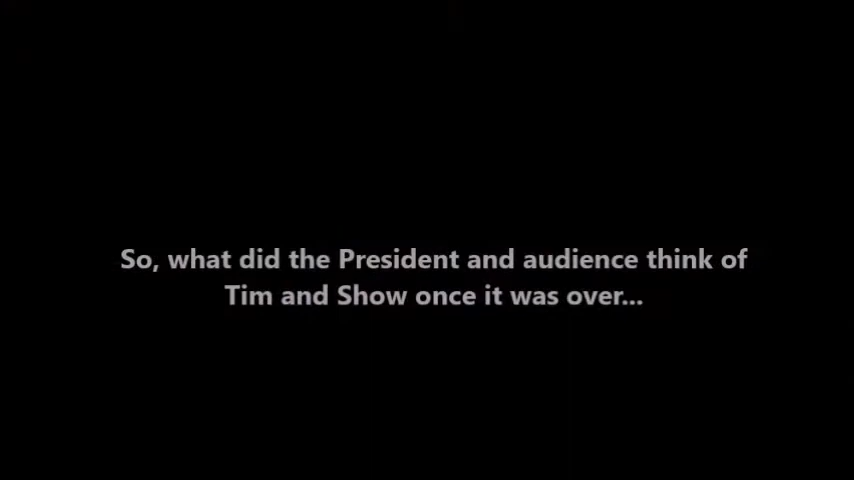 So, what did the President and audience think of
Tim and Show once it was over...